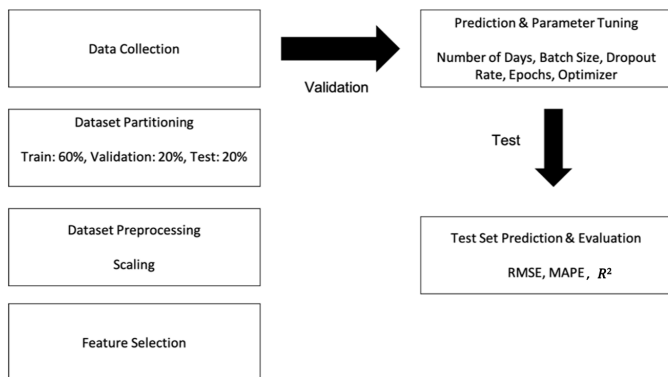 Data Collection
Dataset Partitioning
Train: 60%, Validation: 20%, Test: 20%
Dataset Preprocessing
Scaling
Feature Selection
Validation
Prediction & Parameter Tuning
Number of Days, Batch Size, Dropout
Rate, Epochs, Optimizer
Test
Test Set Prediction & Evaluation
RMSE, MAPE , R²